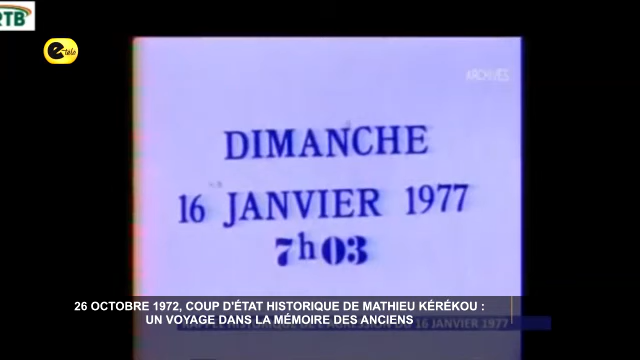 RTB
e-télé
ARCHIVES
DIMANCHE
16 JANVIER 1977
7h03
26 OCTOBRE 1972, COUP D'ÉTAT HISTORIQUE DE MATHIEU KÉRÉKOU :
UN VOYAGE DANS LA MÉMOIRE DES ANCIENS
16 JANVIER 1977